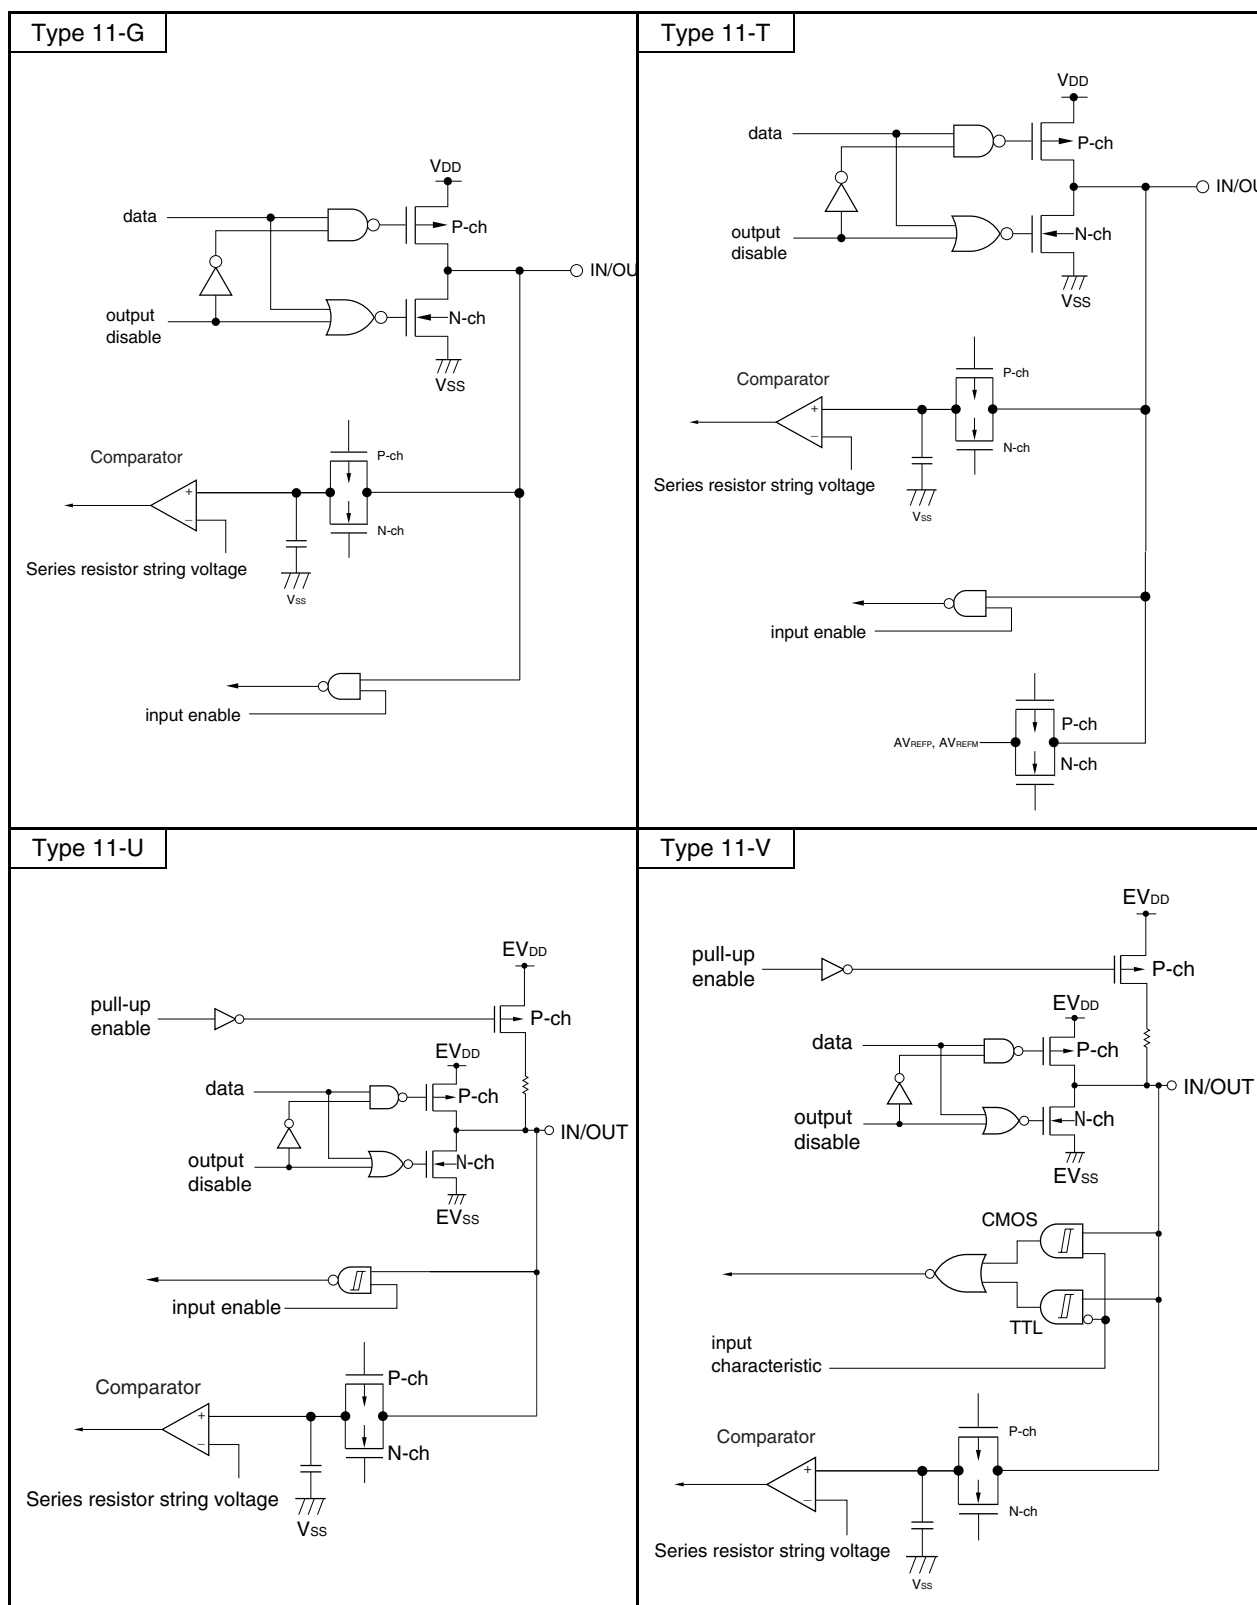 Type 11-G
VDD
data
P-ch
IN/OU
output
disable
N-ch
VSS
Comparator
P-ch
+
−
N-ch
Series resistor string voltage
VSS
input enable
Type 11-T
VDD
data
P-ch
IN/OU
output
disable
N-ch
VSS
Comparator
P-ch
+
−
N-ch
Series resistor string voltage
VSS
input enable
P-ch
AVREFP, AVREFM
N-ch
Type 11-U
EVDD
pull-up
enable
P-ch
EVDD
data
P-ch
IN/OUT
output
disable
N-ch
EVSS
input enable
P-ch
Comparator
+
−
N-ch
Series resistor string voltage
VSS
Type 11-V
EVDD
pull-up
enable
P-ch
EVDD
data
P-ch
IN/OUT
output
disable
N-ch
EVSS
CMOS
TTL
input
characteristic
P-ch
Comparator
+
−
N-ch
Series resistor string voltage
VSS